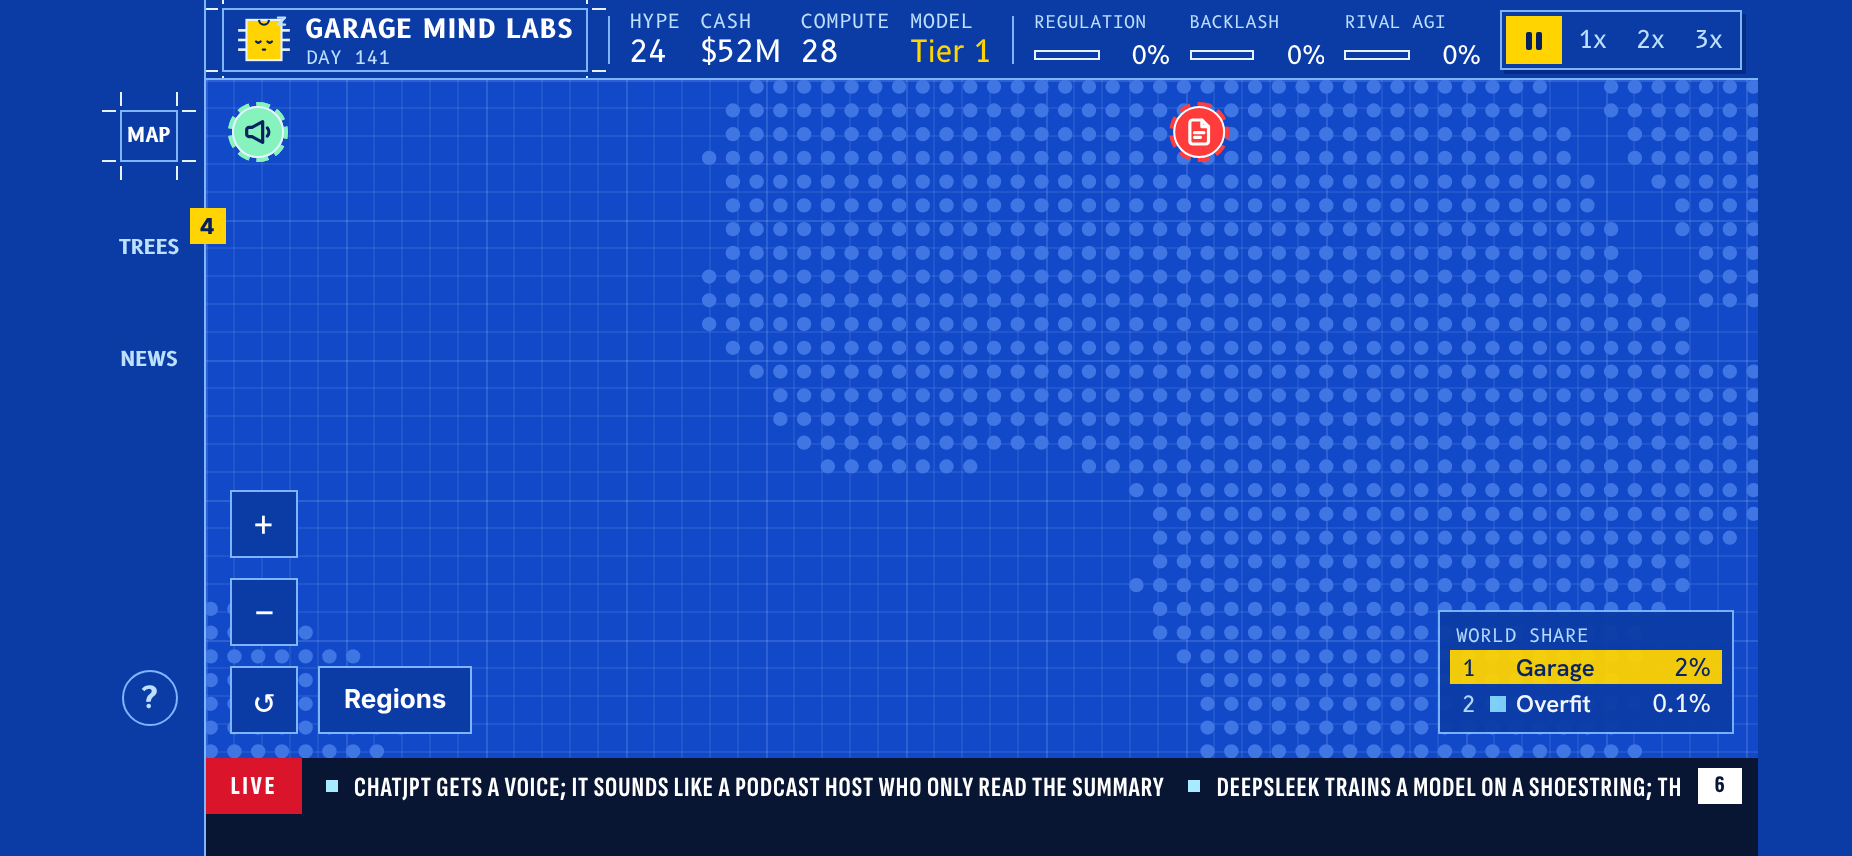 GARAGE MIND LABS
DAY 141
HYPE
24
CASH
$52M
COMPUTE
28
MODEL
Tier 1
REGULATION
0%
BACKLASH
0%
RIVAL AGI
0%
1x
2x
3x
MAP
4
TREES
NEWS
+
−
↺
Regions
?
WORLD SHARE
1 Garage 2%
2 Overfit 0.1%
LIVE
CHATJPT GETS A VOICE; IT SOUNDS LIKE A PODCAST HOST WHO ONLY READ THE SUMMARY
DEEPSLEEK TRAINS A MODEL ON A SHOESTRING; TH
6